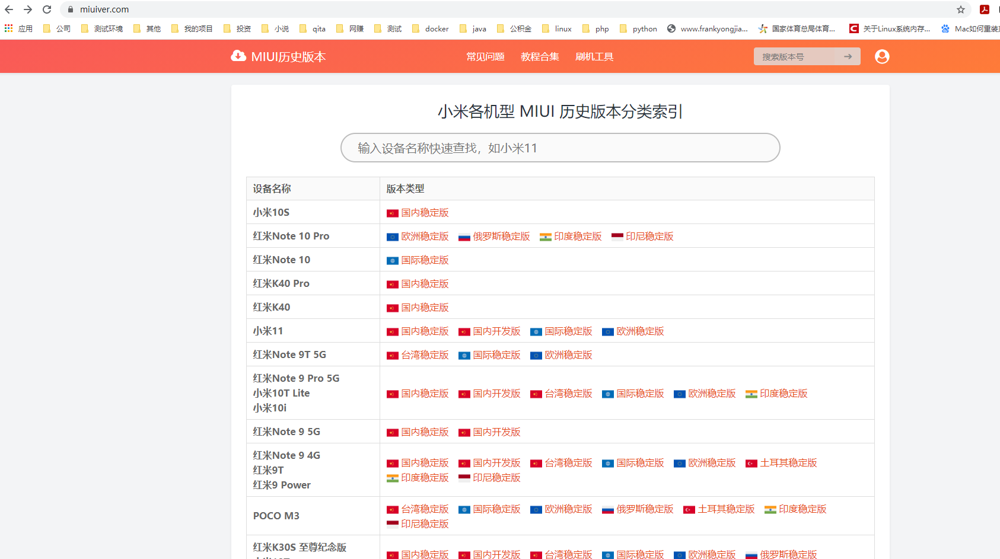 miuiver.com
应用 公司 测试环境 其他 我的项目 投资 小说 qita 网赚 测试 docker java 公积金 linux php python www.frankyongjia... 国家体育总局体育... 关于Linux系统内存... Mac如何重装系
MIUI历史版本 常见问题 教程合集 刷机工具 搜索版本号 →
小米各机型 MIUI 历史版本分类索引
输入设备名称快速查找，如小米11
设备名称 版本类型
小米10S 国内稳定版
红米Note 10 Pro 欧洲稳定版 俄罗斯稳定版 印度稳定版 印尼稳定版
红米Note 10 国际稳定版
红米K40 Pro 国内稳定版
红米K40 国内稳定版
小米11 国内稳定版 国内开发版 国际稳定版 欧洲稳定版
红米Note 9T 5G 台湾稳定版 国际稳定版 欧洲稳定版
红米Note 9 Pro 5G
小米10T Lite
小米10i
国内稳定版 国内开发版 台湾稳定版 国际稳定版 欧洲稳定版 印度稳定版
红米Note 9 5G 国内稳定版 国内开发版
红米Note 9 4G
红米9T
红米9 Power
国内稳定版 国内开发版 台湾稳定版 国际稳定版 欧洲稳定版 土耳其稳定版
印度稳定版 印尼稳定版
POCO M3
台湾稳定版 国际稳定版 欧洲稳定版 俄罗斯稳定版 土耳其稳定版 印度稳定版
印尼稳定版
红米K30S 至尊纪念版
国内稳定版 国内开发版 台湾稳定版 国际稳定版 欧洲稳定版 俄罗斯稳定版